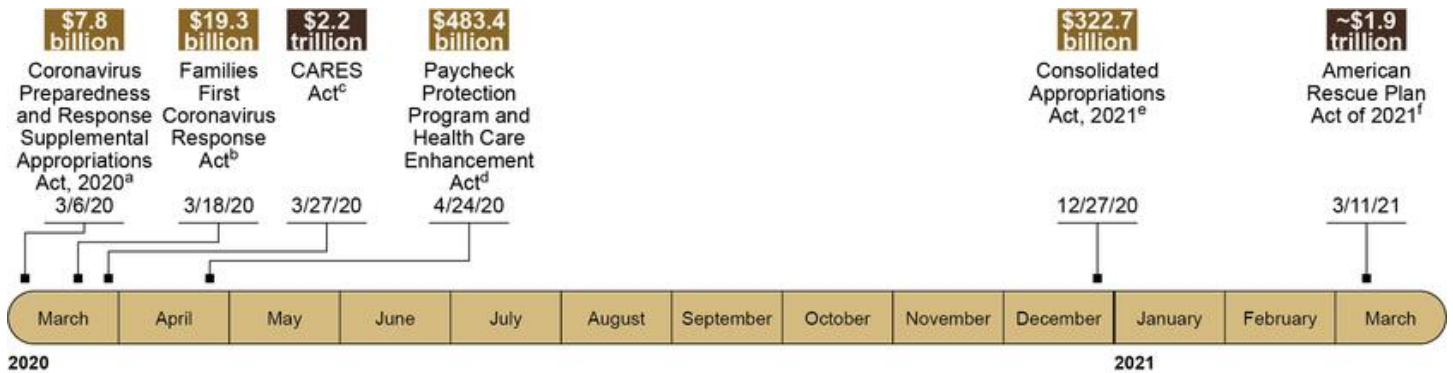 $7.8
billion
Coronavirus
Preparedness
and Response
Supplemental
Appropriations
Act, 2020ᵃ
3/6/20
$19.3
billion
Families
First
Coronavirus
Response
Actᵇ
3/18/20
$2.2
trillion
CARES
Actᶜ
3/27/20
$483.4
billion
Paycheck
Protection
Program and
Health Care
Enhancement
Actᵈ
4/24/20
$322.7
billion
Consolidated
Appropriations
Act, 2021ᵉ
12/27/20
~$1.9
trillion
American
Rescue Plan
Act of 2021ᶠ
3/11/21
March April May June July August September October November December January February March
2020 2021